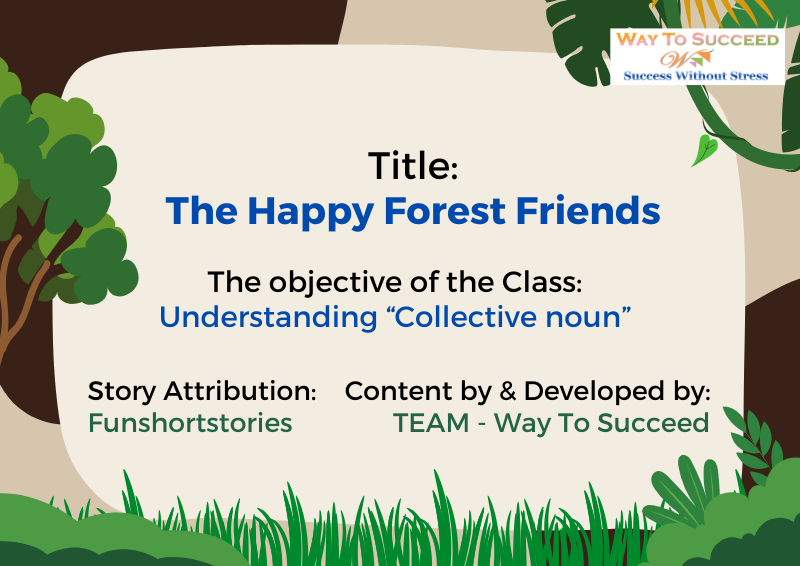 WAY TO SUCCEED
W
Success Without Stress
Title:
The Happy Forest Friends
The objective of the Class:
Understanding “Collective noun”
Story Attribution:
Funshortstories
Content by & Developed by:
TEAM - Way To Succeed